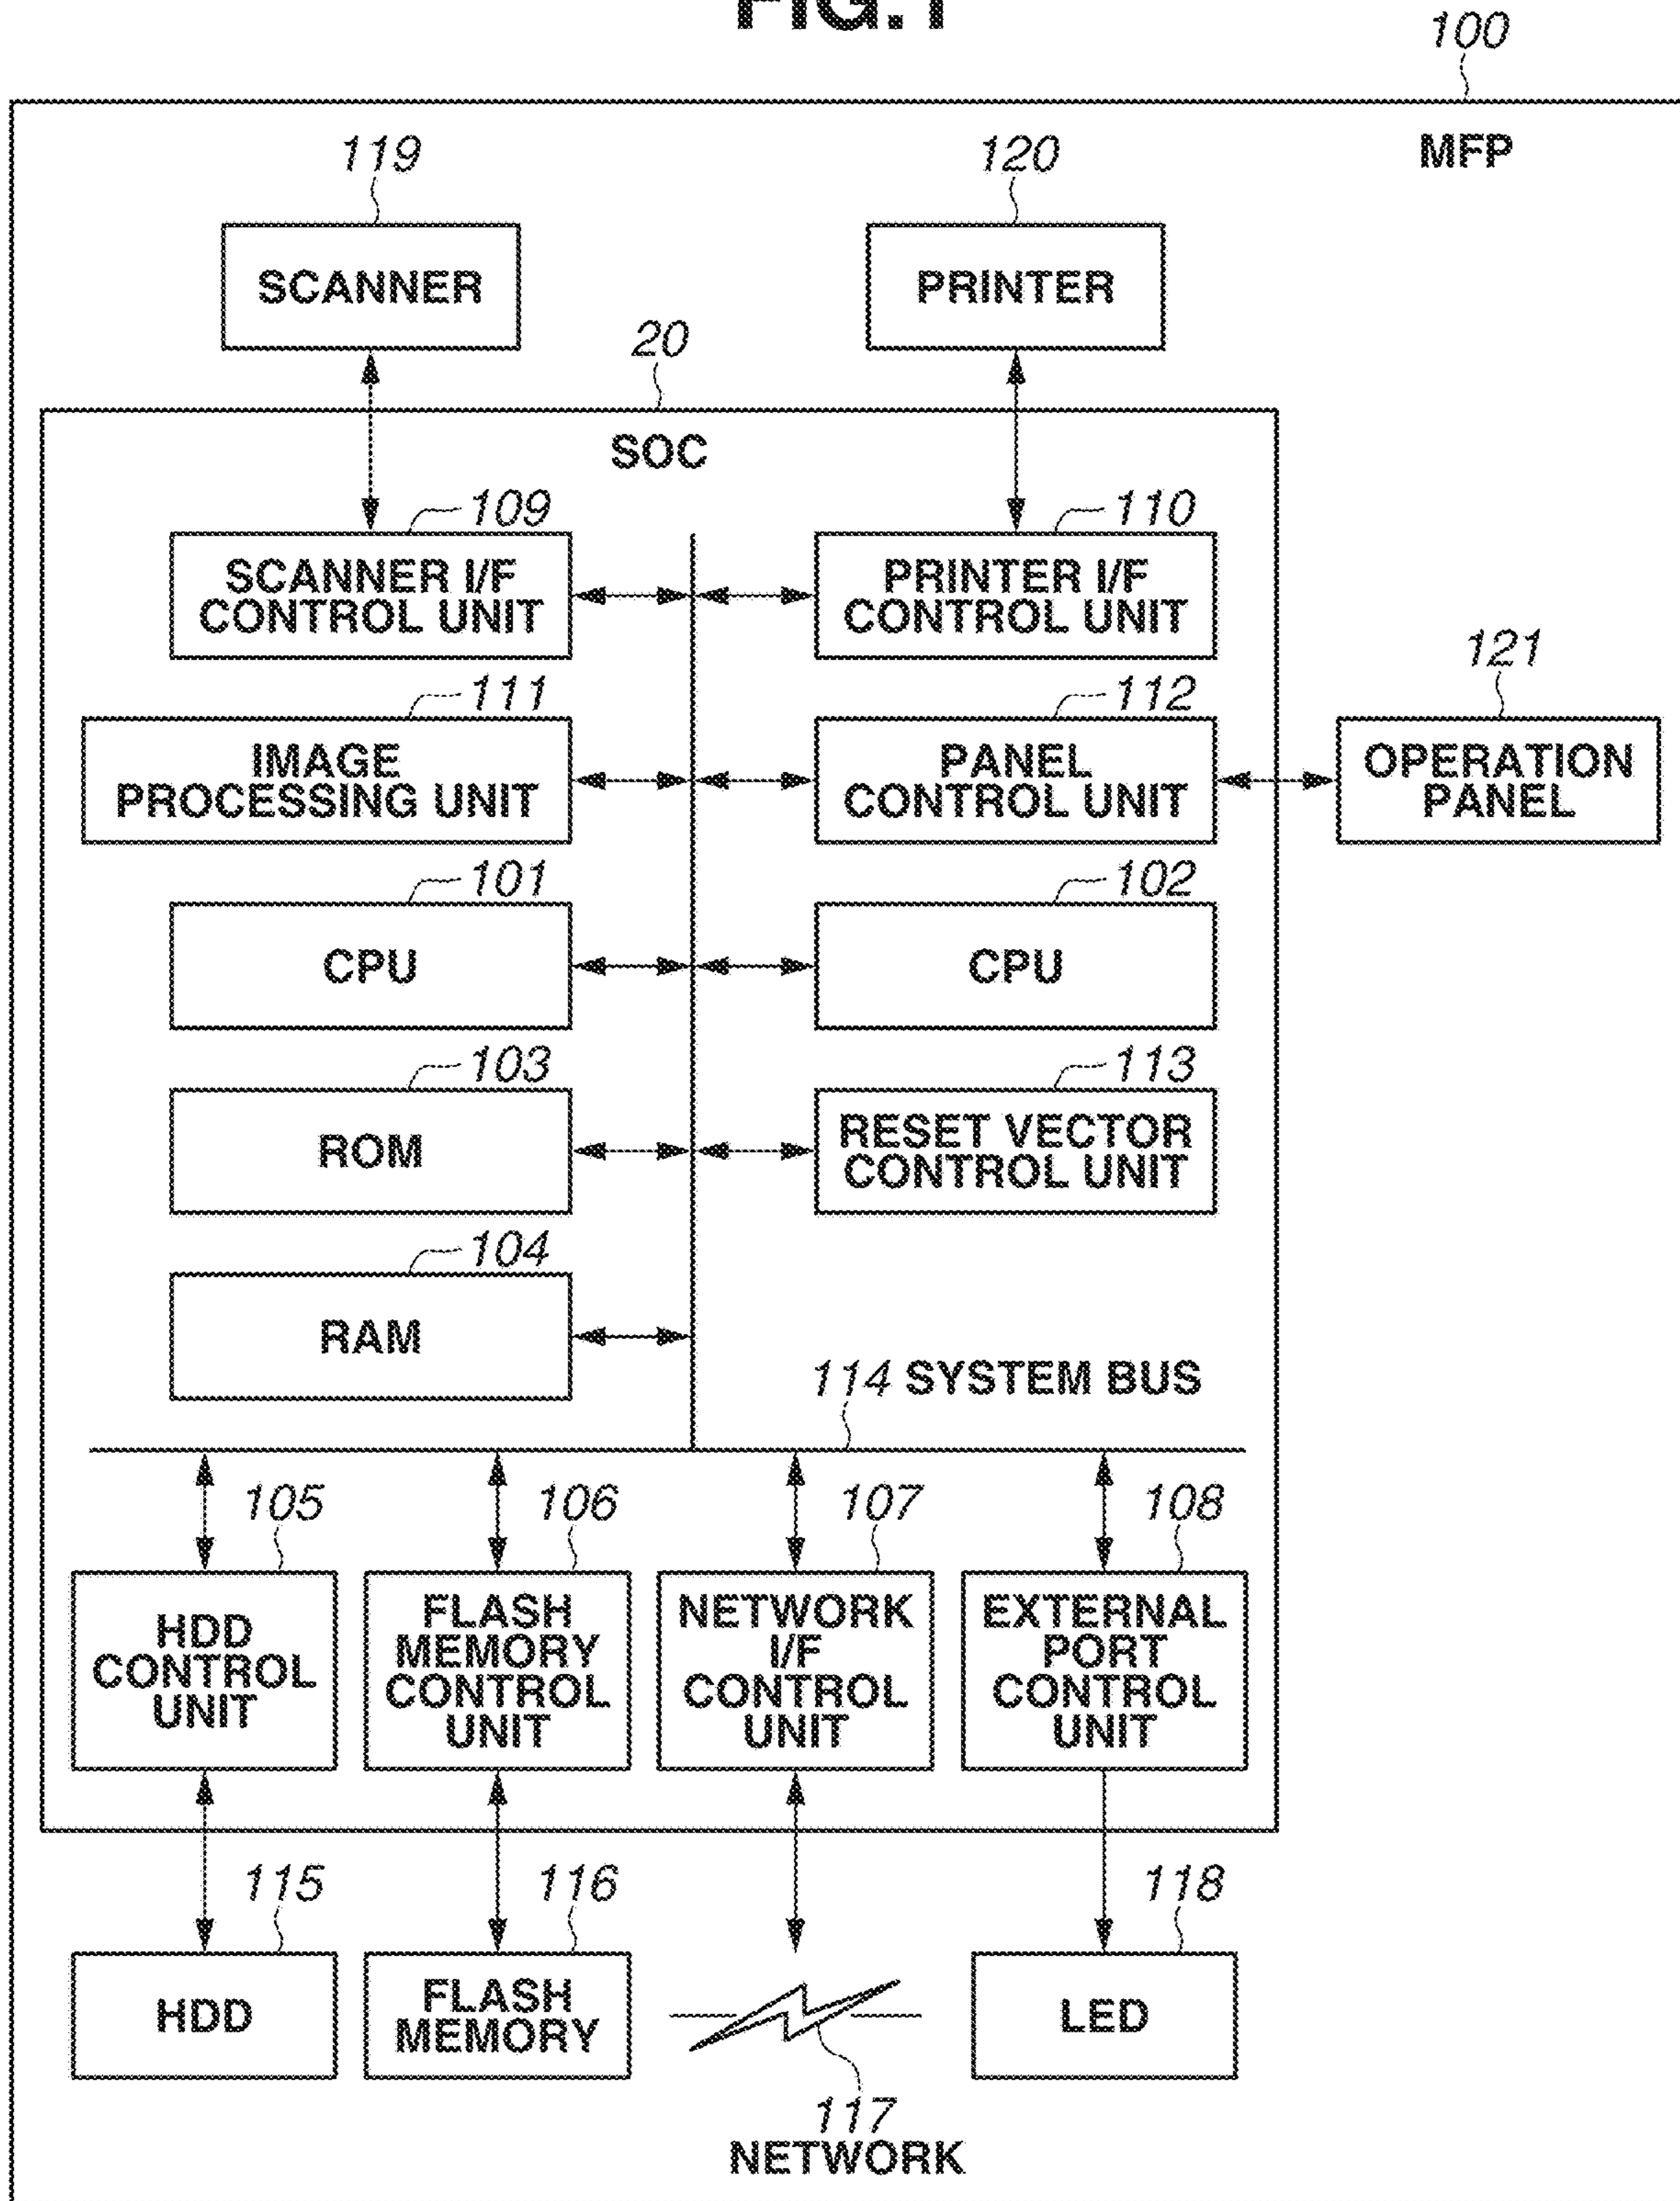 FIG.1
100
MFP
119
120
SCANNER
PRINTER
20
SOC
109
110
SCANNER I/F
CONTROL UNIT
PRINTER I/F
CONTROL UNIT
121
111
112
IMAGE
PROCESSING UNIT
PANEL
CONTROL UNIT
OPERATION
PANEL
101
102
CPU
CPU
103
113
ROM
RESET VECTOR
CONTROL UNIT
104
RAM
114 SYSTEM BUS
105
106
107
108
HDD
CONTROL
UNIT
FLASH
MEMORY
CONTROL
UNIT
NETWORK
I/F
CONTROL
UNIT
EXTERNAL
PORT
CONTROL
UNIT
115
116
118
HDD
FLASH
MEMORY
LED
117
NETWORK